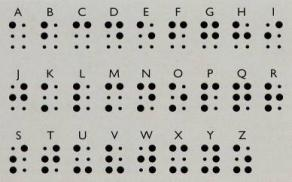 A B C D E F G H I
J K L M N O P Q R
S T U V W X Y Z